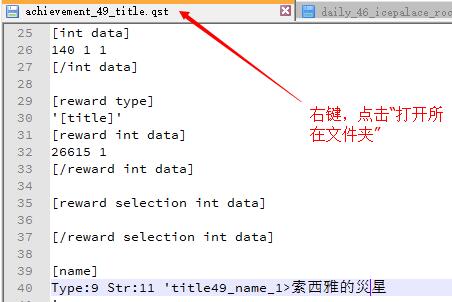 achievement_49_title.qst
daily_46_icepalace_roo
25 [int data]
26 140 1 1
27 [/int data]
28
29 [reward type]
30 '[title]'
31 [reward int data]
32 26615 1
33 [/reward int data]
34
35 [reward selection int data]
36
37 [/reward selection int data]
38
39 [name]
40 Type:9 Str:11 'title49_name_1>索西雅的災星
右键，点击“打开所
在文件夹”